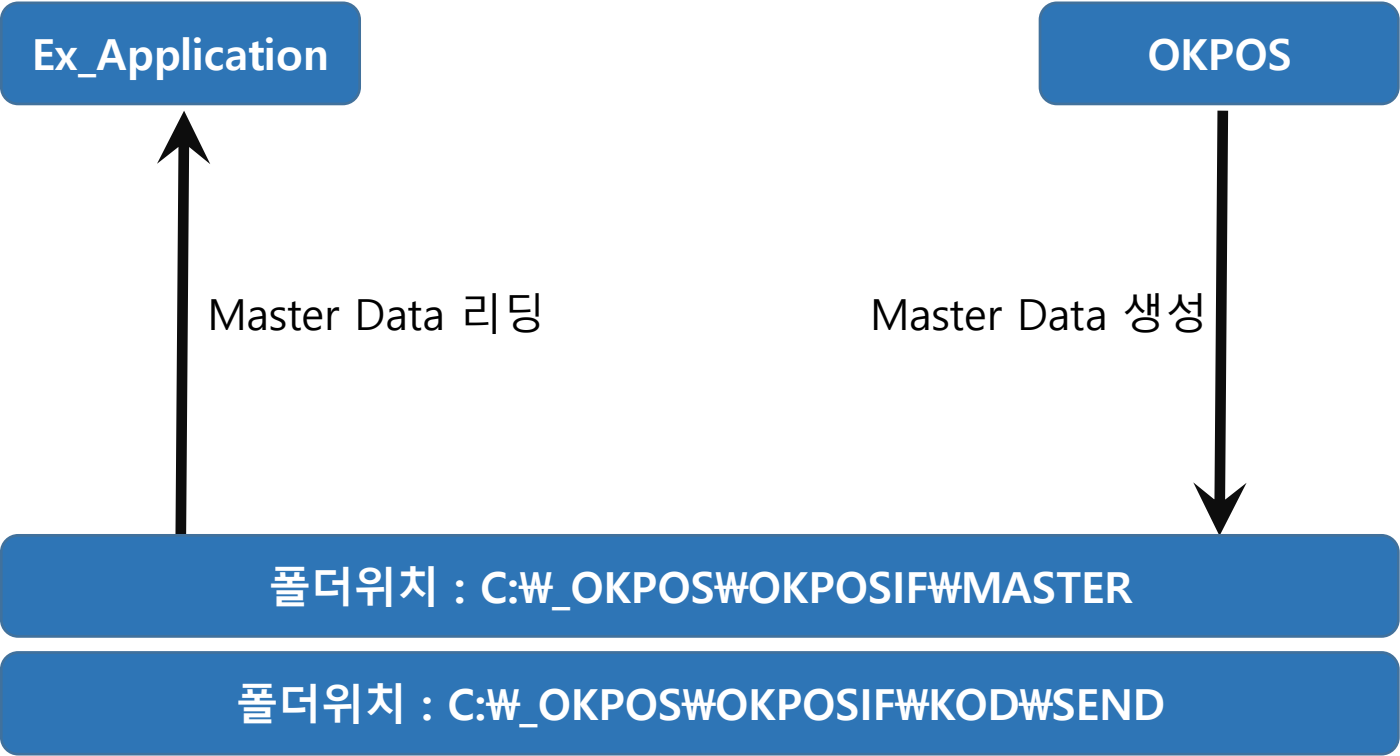 Ex_Application
OKPOS
Master Data 리딩
Master Data 생성
폴더위치 : C:₩_OKPOS₩OKPOSIF₩MASTER
폴더위치 : C:₩_OKPOS₩OKPOSIF₩KOD₩SEND